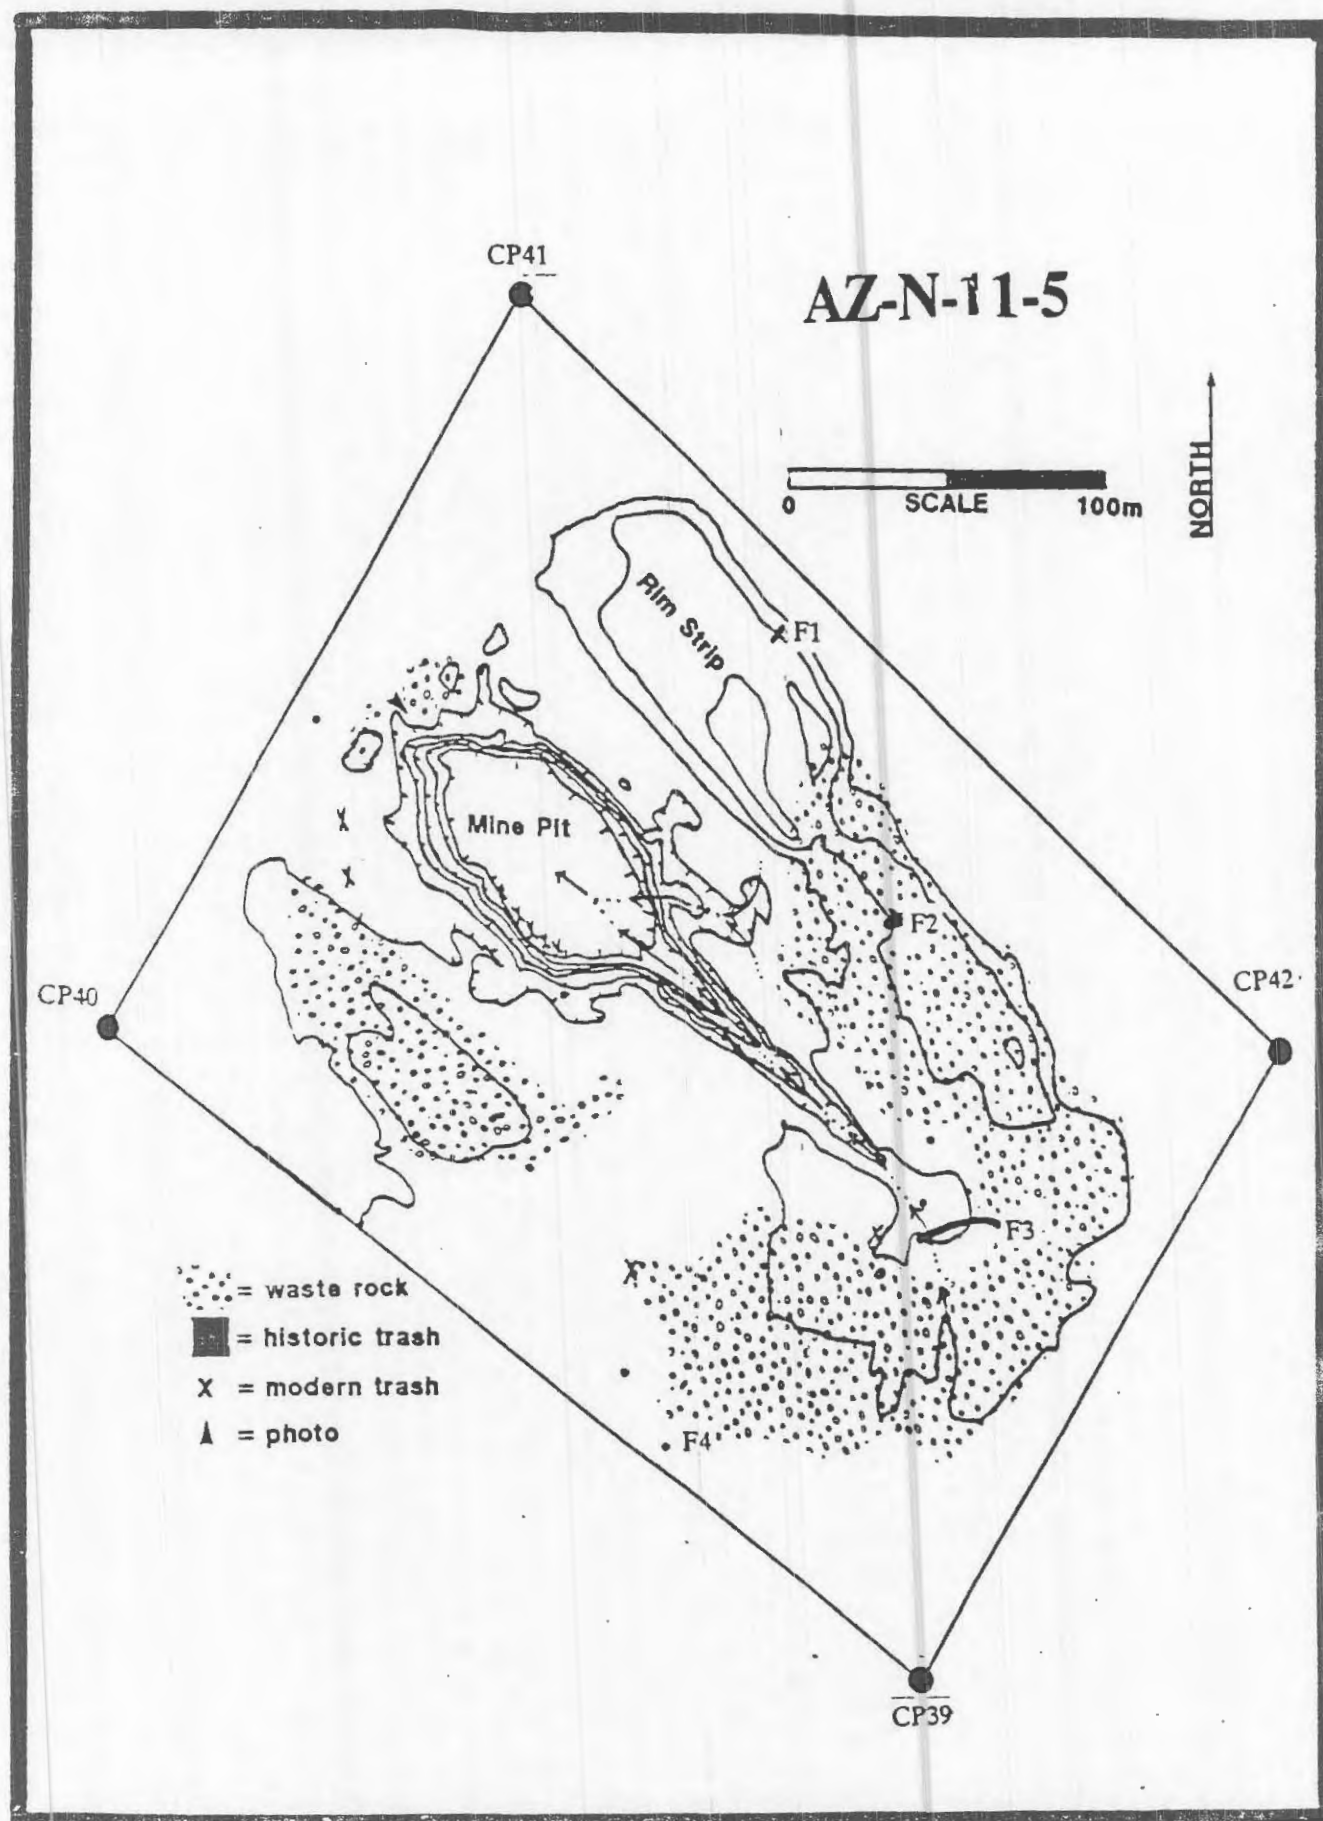 CP41
AZ-N-11-5
0 SCALE 100m
NORTH
Rim Strip
F1
Mine Pit
F2
CP40
CP42
F3
= waste rock
= historic trash
X = modern trash
= photo
F4
CP39